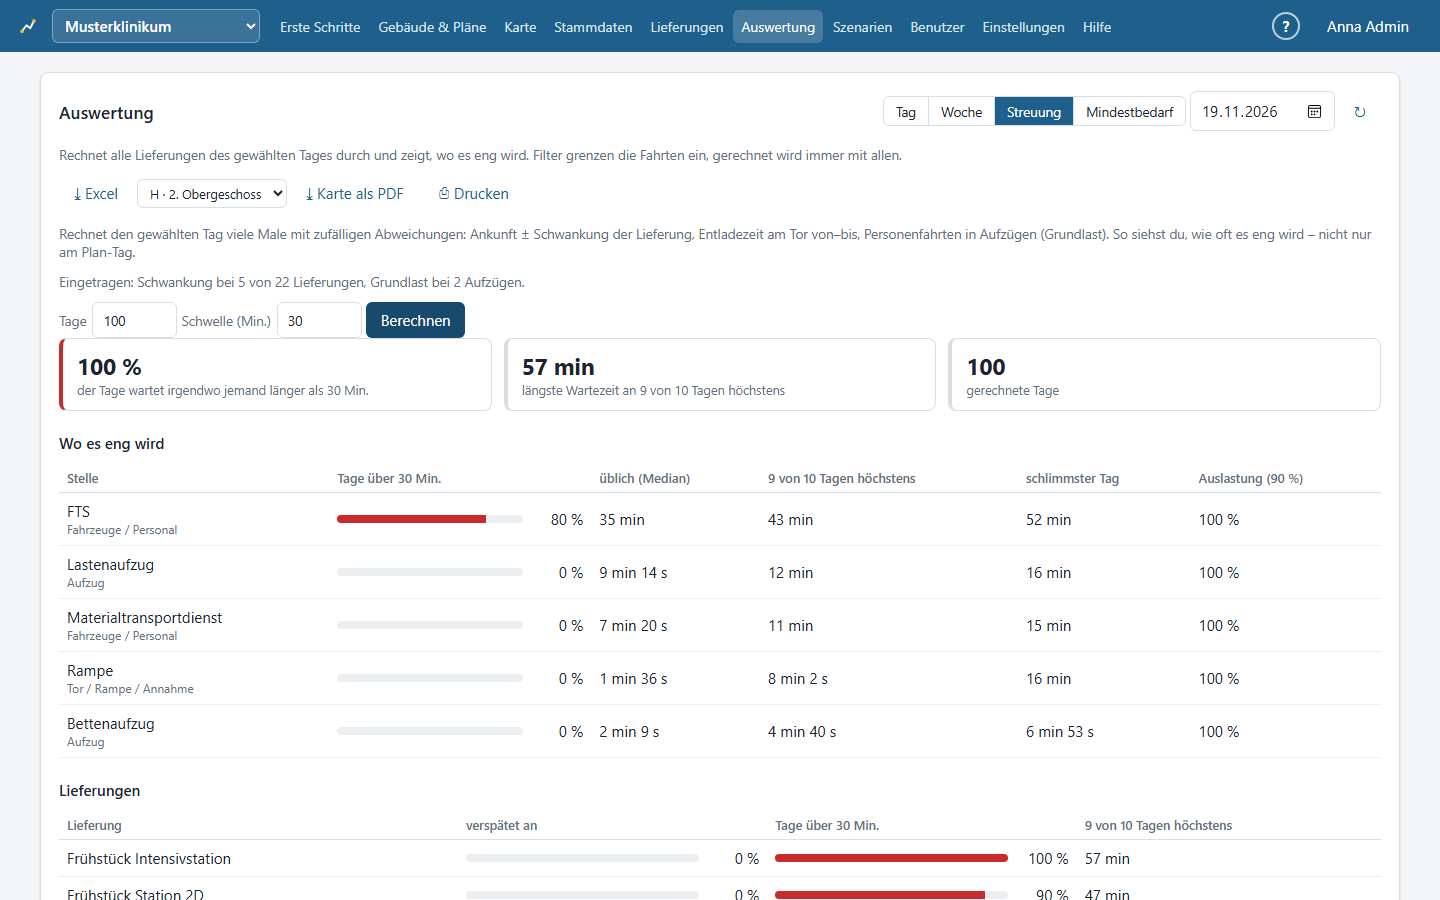 Musterklinikum Erste Schritte Gebäude & Pläne Karte Stammdaten Lieferungen Auswertung Szenarien Benutzer Einstellungen Hilfe ? Anna Admin
Auswertung Tag Woche Streuung Mindestbedarf 19.11.2026
Rechnet alle Lieferungen des gewählten Tages durch und zeigt, wo es eng wird. Filter grenzen die Fahrten ein, gerechnet wird immer mit allen.
Excel H · 2. Obergeschoss Karte als PDF Drucken
Rechnet den gewählten Tag viele Male mit zufälligen Abweichungen: Ankunft ± Schwankung der Lieferung, Entladezeit am Tor von–bis, Personenfahrten in Aufzügen (Grundlast). So siehst du, wie oft es eng wird – nicht nur
am Plan-Tag.
Eingetragen: Schwankung bei 5 von 22 Lieferungen, Grundlast bei 2 Aufzügen.
Tage 100 Schwelle (Min.) 30 Berechnen
100 % 57 min 100
der Tage wartet irgendwo jemand länger als 30 Min. längste Wartezeit an 9 von 10 Tagen höchstens gerechnete Tage
Wo es eng wird
Stelle Tage über 30 Min. üblich (Median) 9 von 10 Tagen höchstens schlimmster Tag Auslastung (90 %)
FTS 80 % 35 min 43 min 52 min 100 %
Fahrzeuge / Personal
Lastenaufzug 0 % 9 min 14 s 12 min 16 min 100 %
Aufzug
Materialtransportdienst 0 % 7 min 20 s 11 min 15 min 100 %
Fahrzeuge / Personal
Rampe 0 % 1 min 36 s 8 min 2 s 16 min 100 %
Tor / Rampe / Annahme
Bettenaufzug 0 % 2 min 9 s 4 min 40 s 6 min 53 s 100 %
Aufzug
Lieferungen
Lieferung verspätet an Tage über 30 Min. 9 von 10 Tagen höchstens
Frühstück Intensivstation 0 % 100 % 57 min
Frühstück Station 2D 0 % 90 % 47 min